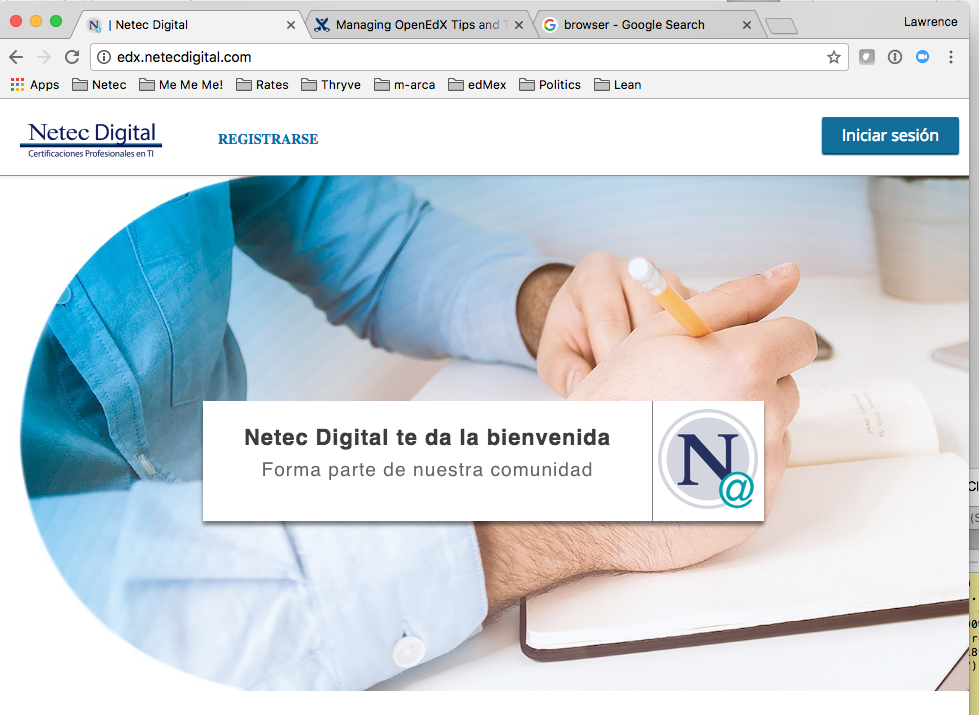 | Netec Digital
Managing OpenEdX Tips and T
browser - Google Search
Lawrence
edx.netecdigital.com
Apps
Netec
Me Me Me!
Rates
Thryve
m-arca
edMex
Politics
Lean
Netec Digital
Certificaciones Profesionales en TI
REGISTRARSE
Iniciar sesión
Netec Digital te da la bienvenida
Forma parte de nuestra comunidad
N@